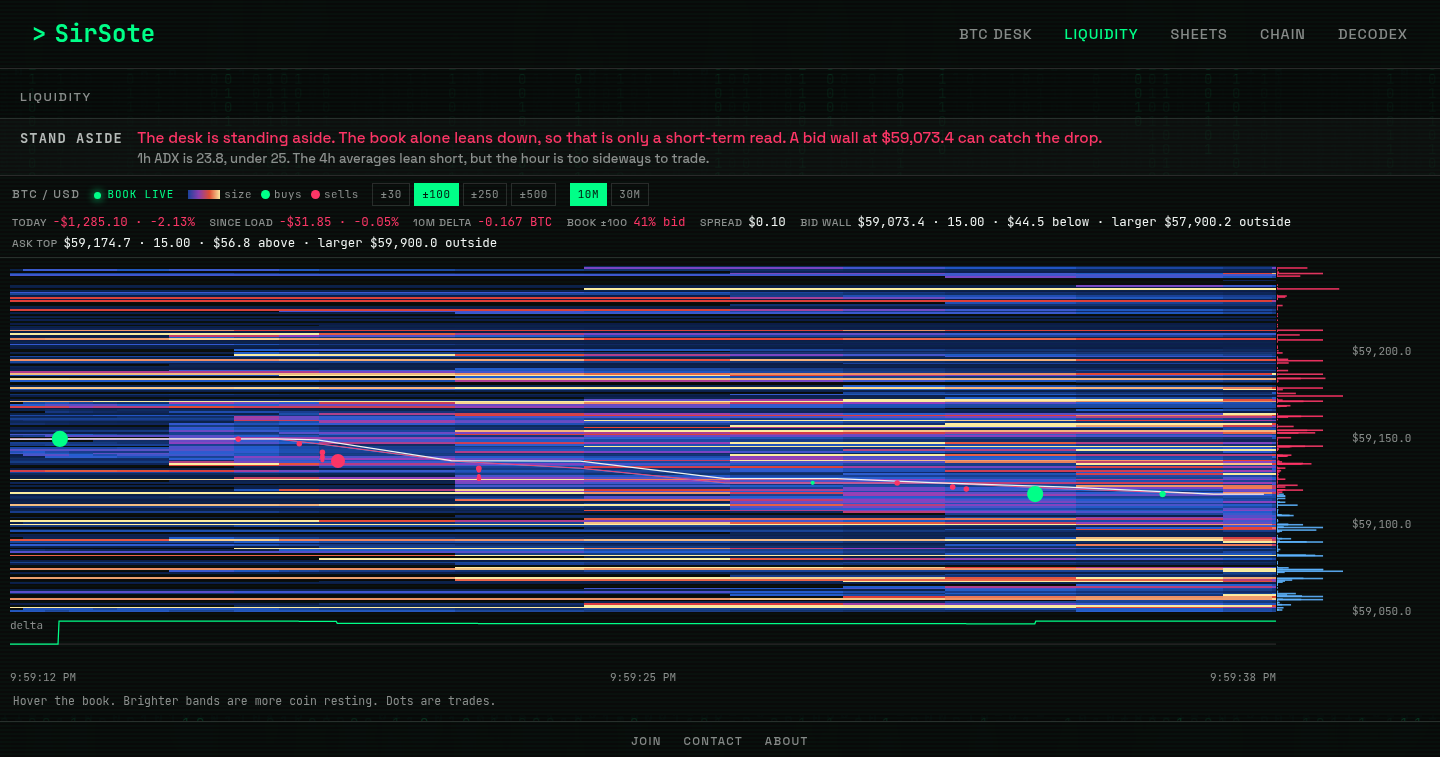 > SirSote
BTC DESK LIQUIDITY SHEETS CHAIN DECODEX
LIQUIDITY
STAND ASIDE The desk is standing aside. The book alone leans down, so that is only a short-term read. A bid wall at $59,073.4 can catch the drop.
1h ADX is 23.8, under 25. The 4h averages lean short, but the hour is too sideways to trade.
BTC / USD BOOK LIVE size buys sells ±30 ±100 ±250 ±500 10M 30M
TODAY -$1,285.10 · -2.13% SINCE LOAD -$31.85 · -0.05% 10M DELTA -0.167 BTC BOOK ±100 41% bid SPREAD $0.10 BID WALL $59,073.4 · 15.00 · $44.5 below · larger $57,900.2 outside
ASK TOP $59,174.7 · 15.00 · $56.8 above · larger $59,900.0 outside
$59,200.0
$59,150.0
$59,100.0
$59,050.0
delta
9:59:12 PM 9:59:25 PM 9:59:38 PM
Hover the book. Brighter bands are more coin resting. Dots are trades.
JOIN CONTACT ABOUT